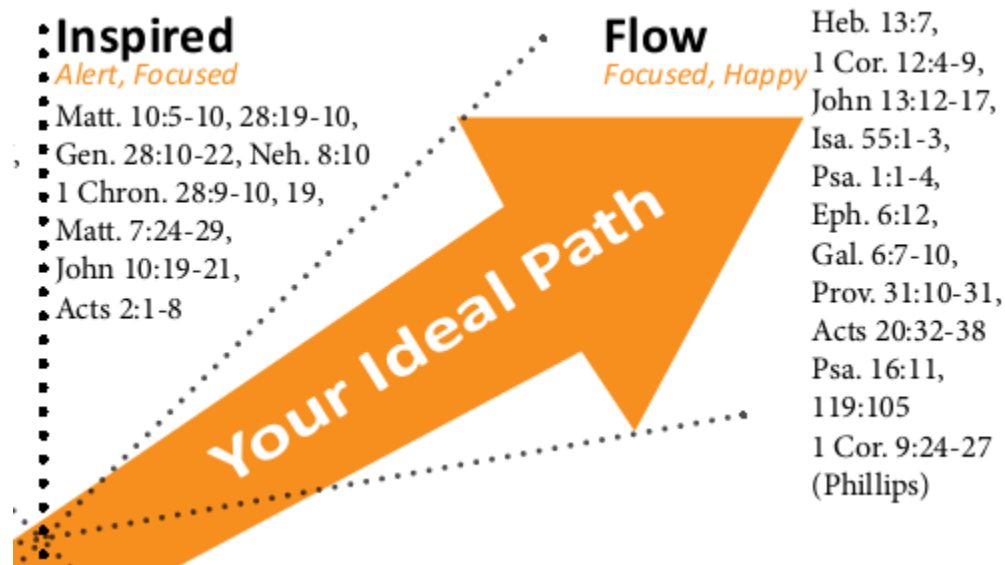 Inspired
Alert, Focused
Matt. 10:5-10, 28:19-10,
Gen. 28:10-22, Neh. 8:10
1 Chron. 28:9-10, 19,
Matt. 7:24-29,
John 10:19-21,
Acts 2:1-8
Your Ideal Path
Flow
Focused, Happy
Heb. 13:7,
1 Cor. 12:4-9,
John 13:12-17,
Isa. 55:1-3,
Psa. 1:1-4,
Eph. 6:12,
Gal. 6:7-10,
Prov. 31:10-31,
Acts 20:32-38
Psa. 16:11,
119:105
1 Cor. 9:24-27
(Phillips)